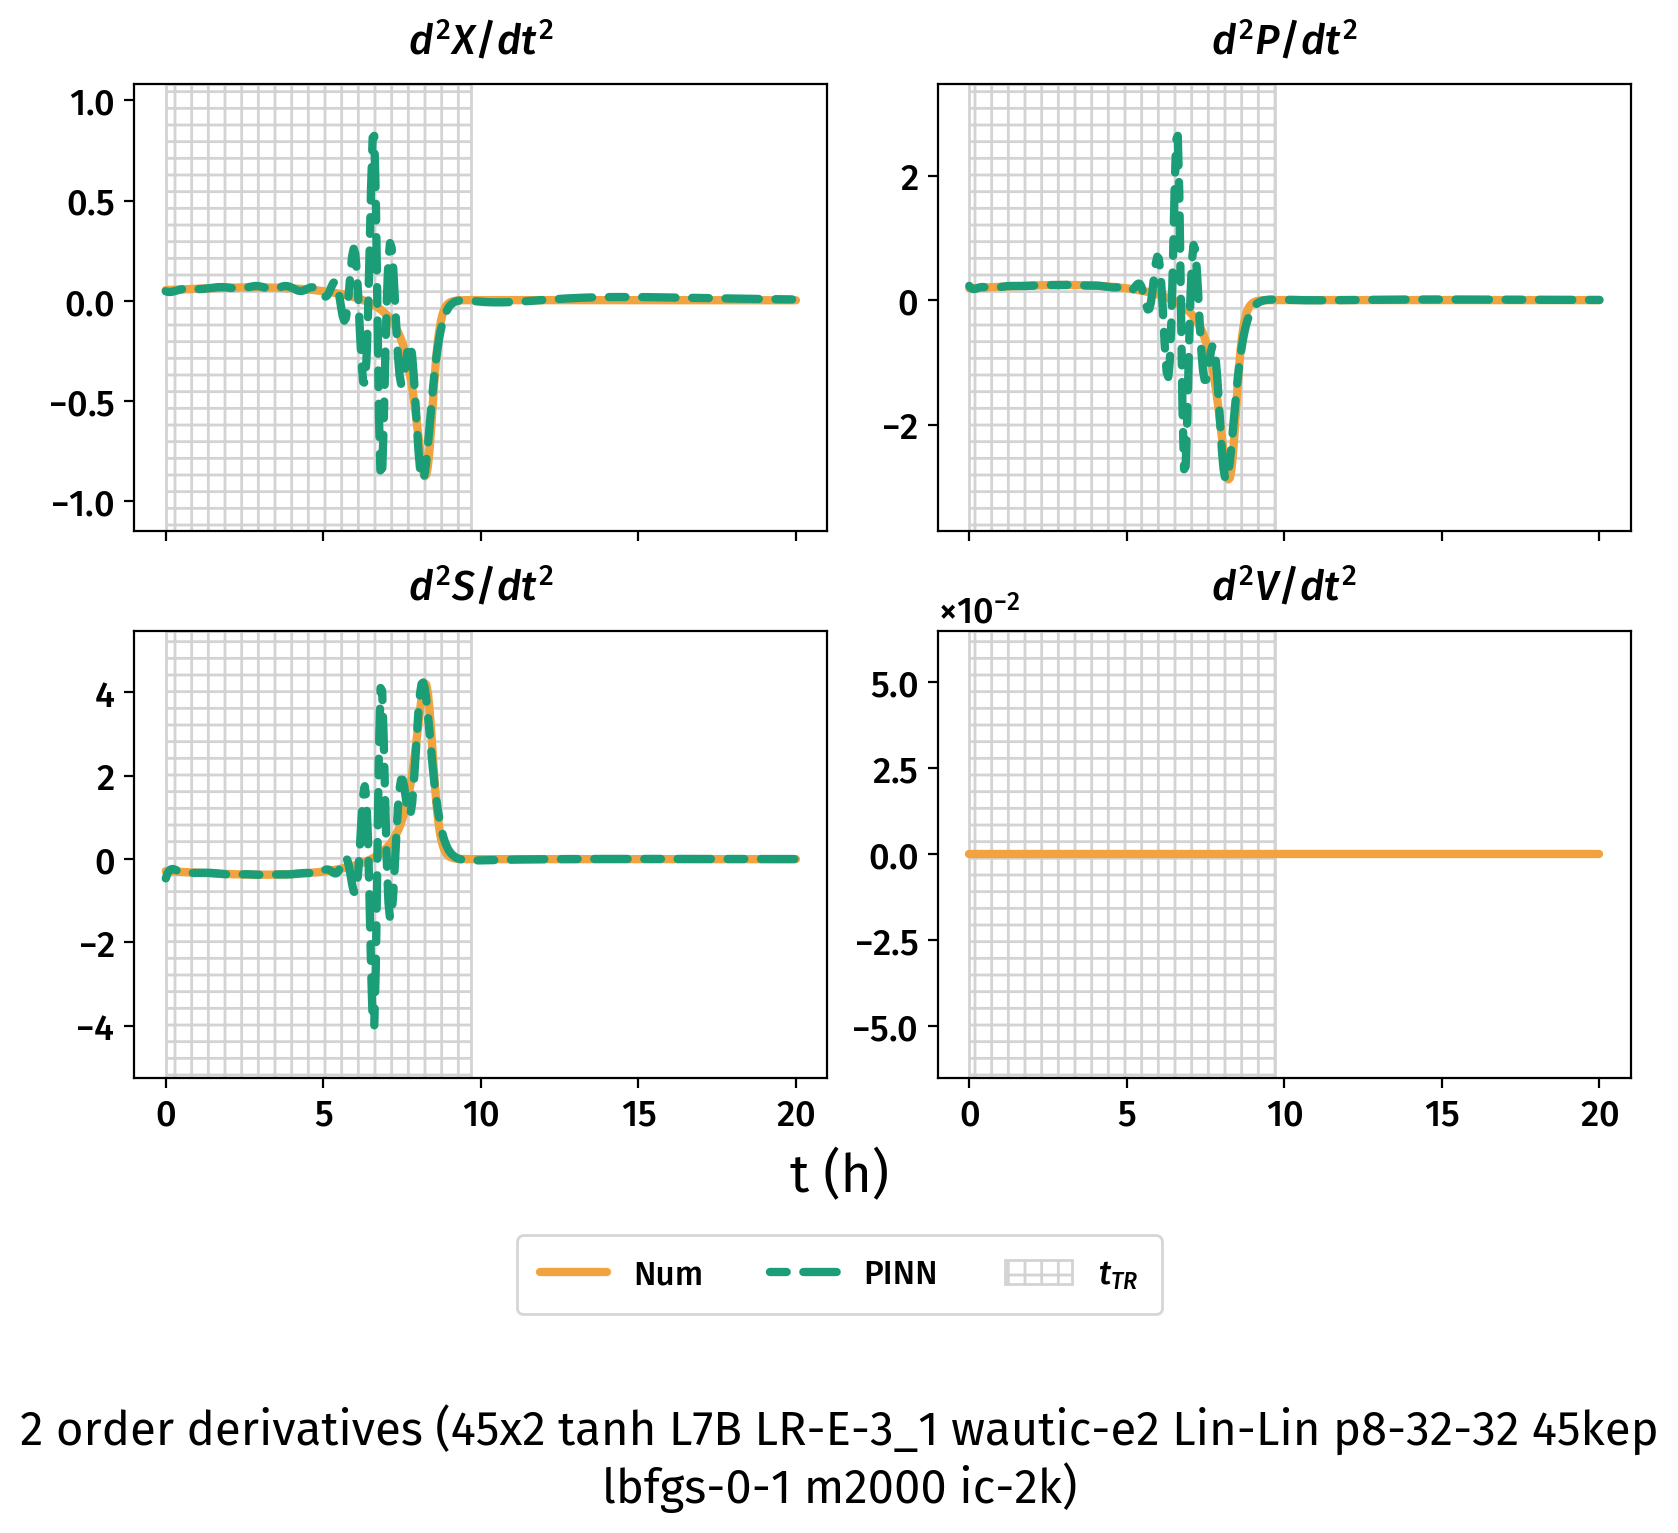 d²X/dt²
d²P/dt²
1.0
0.5
0.0
−0.5
−1.0
2
0
−2
d²S/dt²
d²V/dt²
×10⁻²
4
2
0
−2
−4
5.0
2.5
0.0
−2.5
−5.0
0 5 10 15 20
0 5 10 15 20
t (h)
Num PINN t_TR
2 order derivatives (45x2 tanh L7B LR-E-3_1 wautic-e2 Lin-Lin p8-32-32 45kep
lbfgs-0-1 m2000 ic-2k)